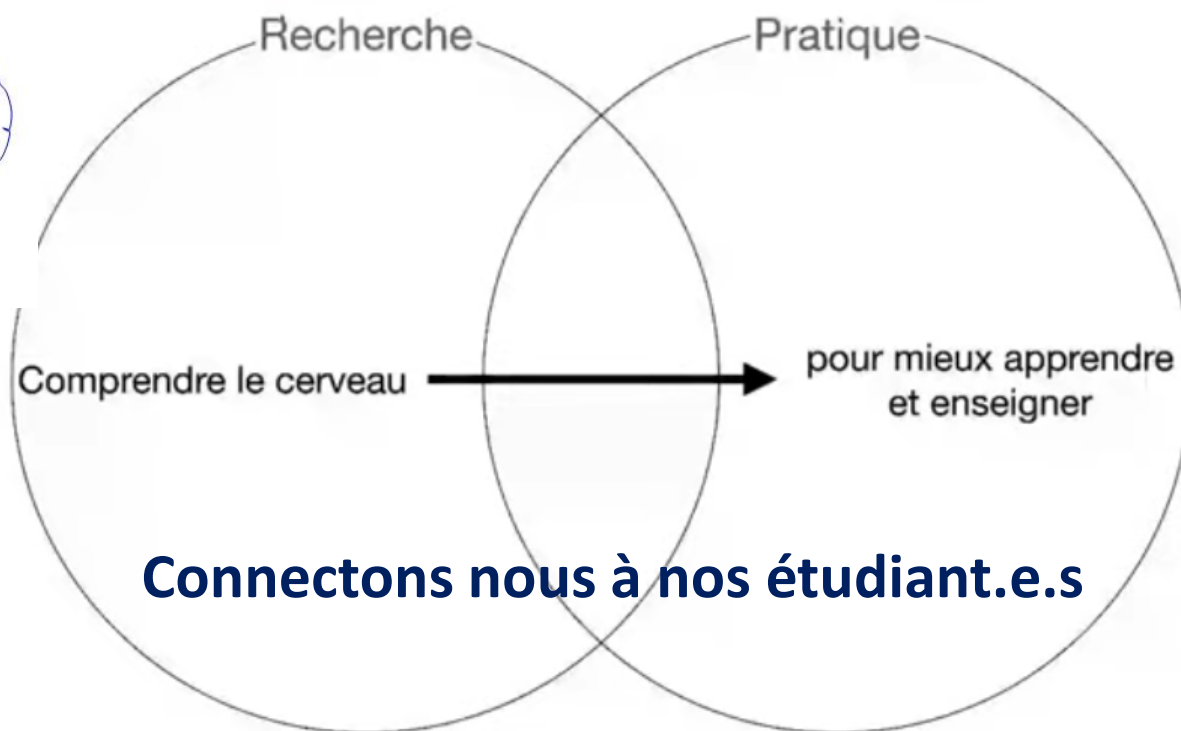 Recherche
Pratique
Comprendre le cerveau
pour mieux apprendre
et enseigner
Connectons nous à nos étudiant.e.s